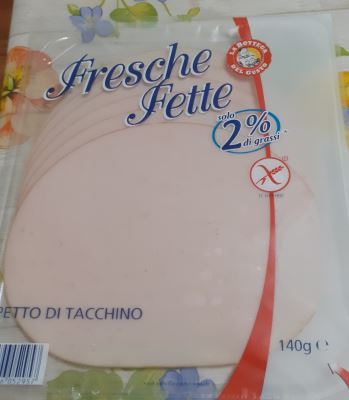 Fresche
Fette
LA BOTTEGA
DEL GUSTO
solo
2%
di grassi*
PETTO DI TACCHINO
140g e